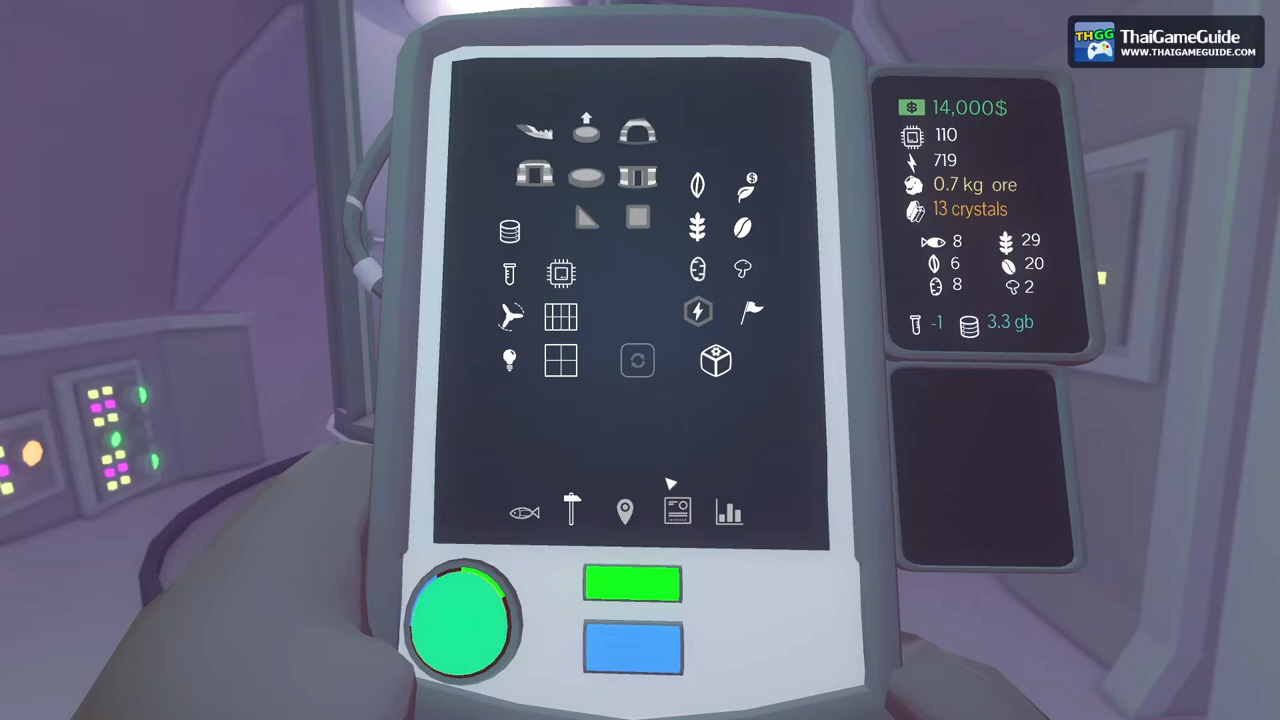 THGG ThaiGameGuide
WWW.THAIGAMEGUIDE.COM
$ 14,000$
110
719
0.7 kg ore
13 crystals
8 29
6 20
8 2
-1 3.3 gb
$